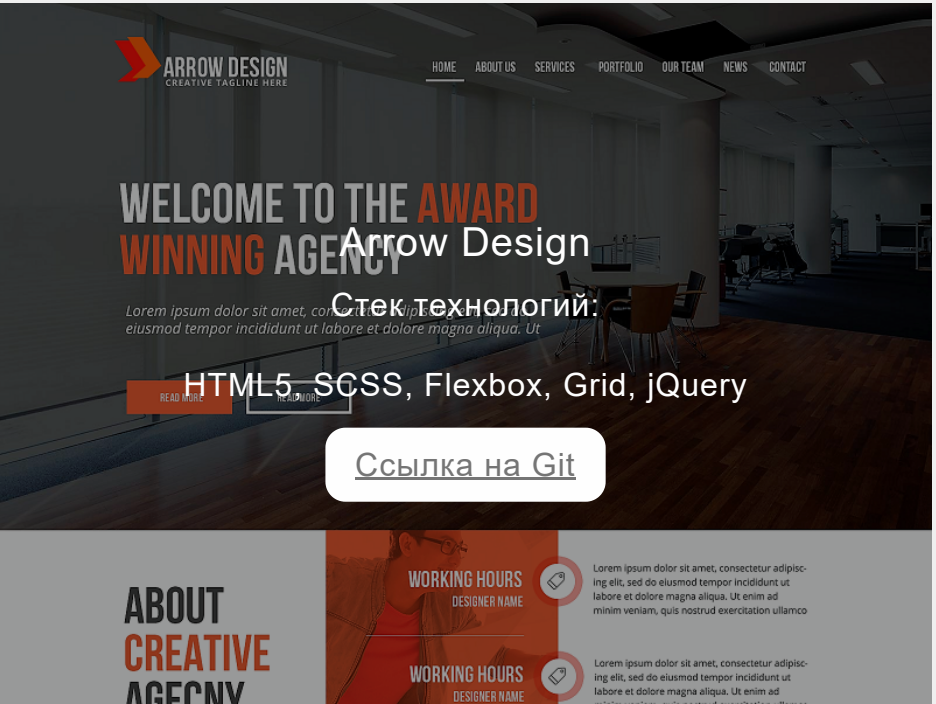 ARROW DESIGN
CREATIVE TAGLINE HERE
HOME ABOUT US SERVICES PORTFOLIO OUR TEAM NEWS CONTACT
WELCOME TO THE AWARD
WINNING AGENCY
Arrow Design
Lorem ipsum dolor sit amet, consectetur
Стек технологий:
eiusmod tempor incididunt ut labore et dolore magna aliqua. Ut
HTML5, SCSS, Flexbox, Grid, jQuery
READ MORE READ MORE
Ссылка на Git
ABOUT
CREATIVE
AGECNY
WORKING HOURS
DESIGNER NAME
Lorem ipsum dolor sit amet, consectetur adipisc-
ing elit, sed do eiusmod tempor incididunt ut
labore et dolore magna aliqua. Ut enim ad
minim veniam, quis nostrud exercitation ullamco
WORKING HOURS
DESIGNER NAME
Lorem ipsum dolor sit amet, consectetur adipisc-
ing elit, sed do eiusmod tempor incididunt ut
labore et dolore magna aliqua. Ut enim ad